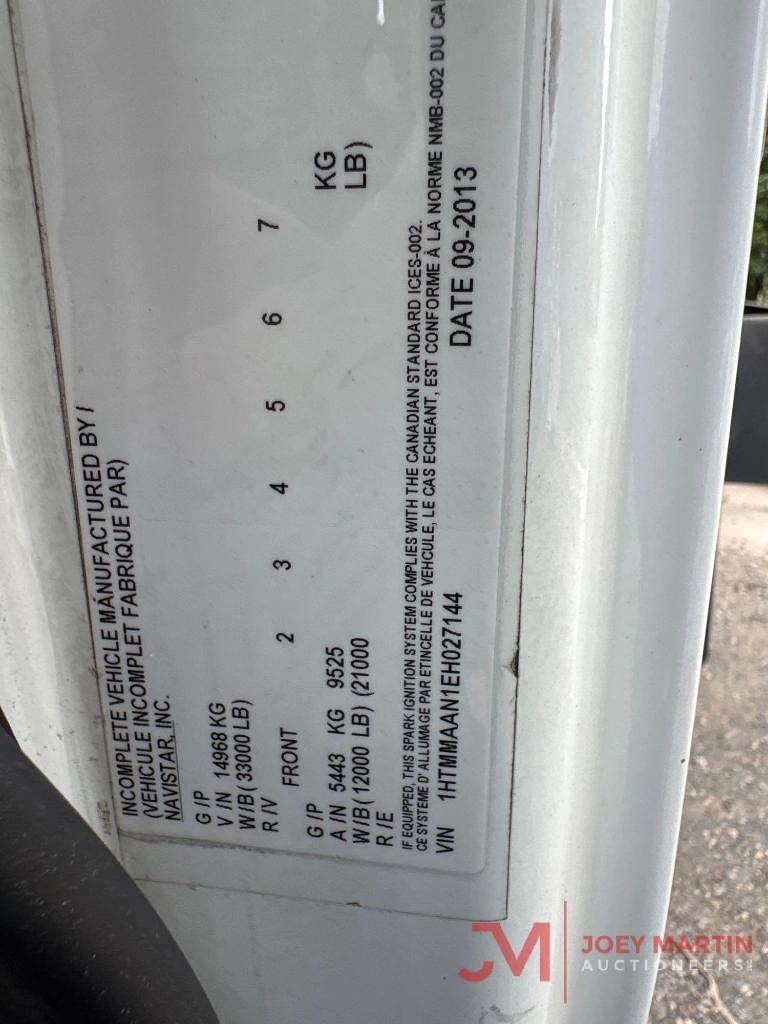 INCOMPLETE VEHICLE MANUFACTURED BY /
(VEHICULE INCOMPLET FABRIQUE PAR)
NAVISTAR, INC.
G /P
V / N 14968 KG
W/B( 33000 LB)
R / V
FRONT 2 3 4 5 6 7
G /P
A / N 5443 KG 9525 KG
W/B( 12000 LB) (21000 LB)
R / E
IF EQUIPPED, THIS SPARK IGNITION SYSTEM COMPLIES WITH THE CANADIAN STANDARD ICES-002.
CE SYSTEME D' ALLUMAGE PAR ETINCELLE DE VEHCULE, LE CAS ECHEANT, EST CONFORME À LA NORME NMB-002 DU
VIN 1HTMMAAN1EH027144 DATE 09-2013
JM
JOEY MARTIN
AUCTIONEERS